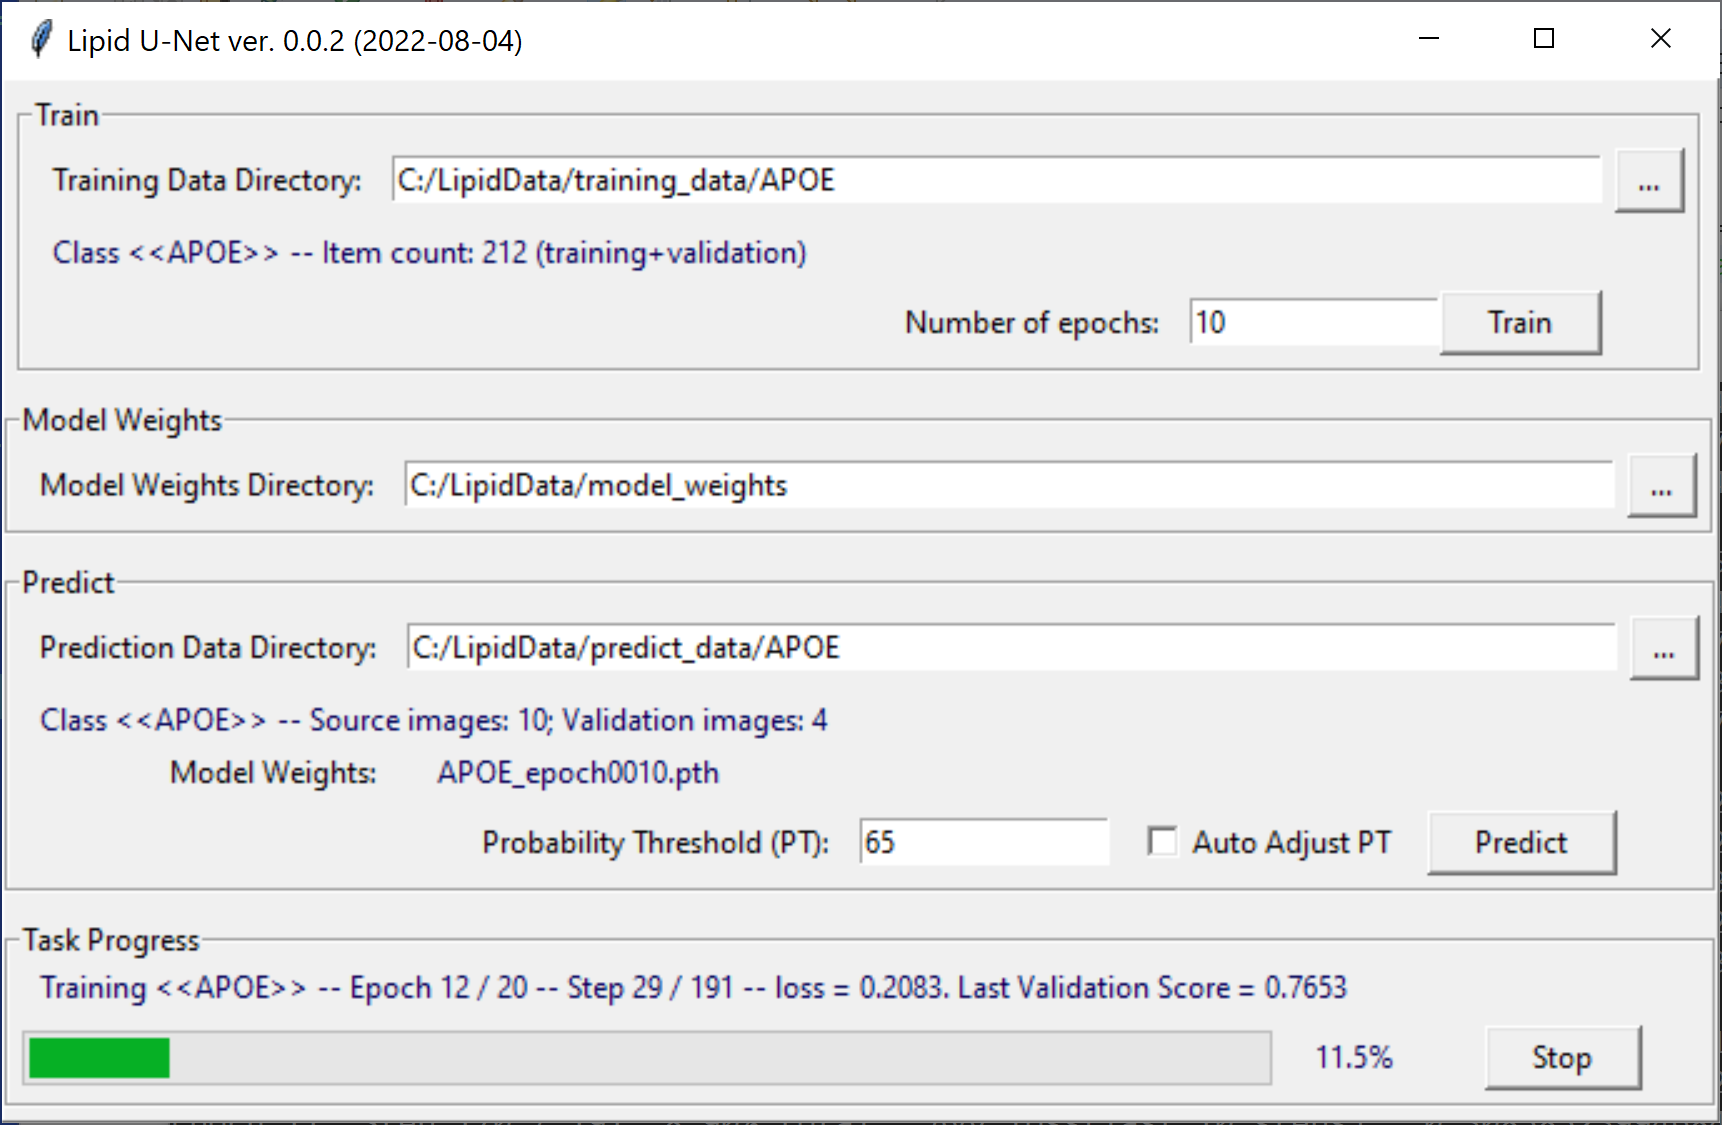 Lipid U-Net ver. 0.0.2 (2022-08-04)
Train
Training Data Directory: C:/LipidData/training_data/APOE ...
Class <<APOE>> -- Item count: 212 (training+validation)
Number of epochs: 10 Train
Model Weights
Model Weights Directory: C:/LipidData/model_weights ...
Predict
Prediction Data Directory: C:/LipidData/predict_data/APOE ...
Class <<APOE>> -- Source images: 10; Validation images: 4
Model Weights: APOE_epoch0010.pth
Probability Threshold (PT): 65 Auto Adjust PT Predict
Task Progress
Training <<APOE>> -- Epoch 12 / 20 -- Step 29 / 191 -- loss = 0.2083. Last Validation Score = 0.7653
11.5% Stop